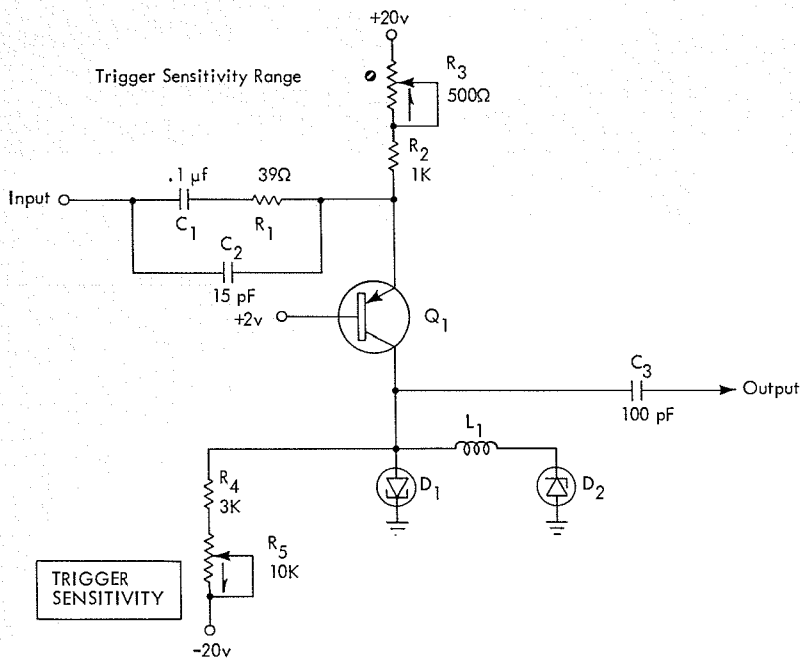 +20v
Trigger Sensitivity Range
R3
500Ω
R2
1K
.1 μf
39Ω
Input
C1
R1
C2
15 pF
+2v
Q1
C3
Output
100 pF
L1
R4
3K
D1
D2
R5
10K
TRIGGER
SENSITIVITY
-20v